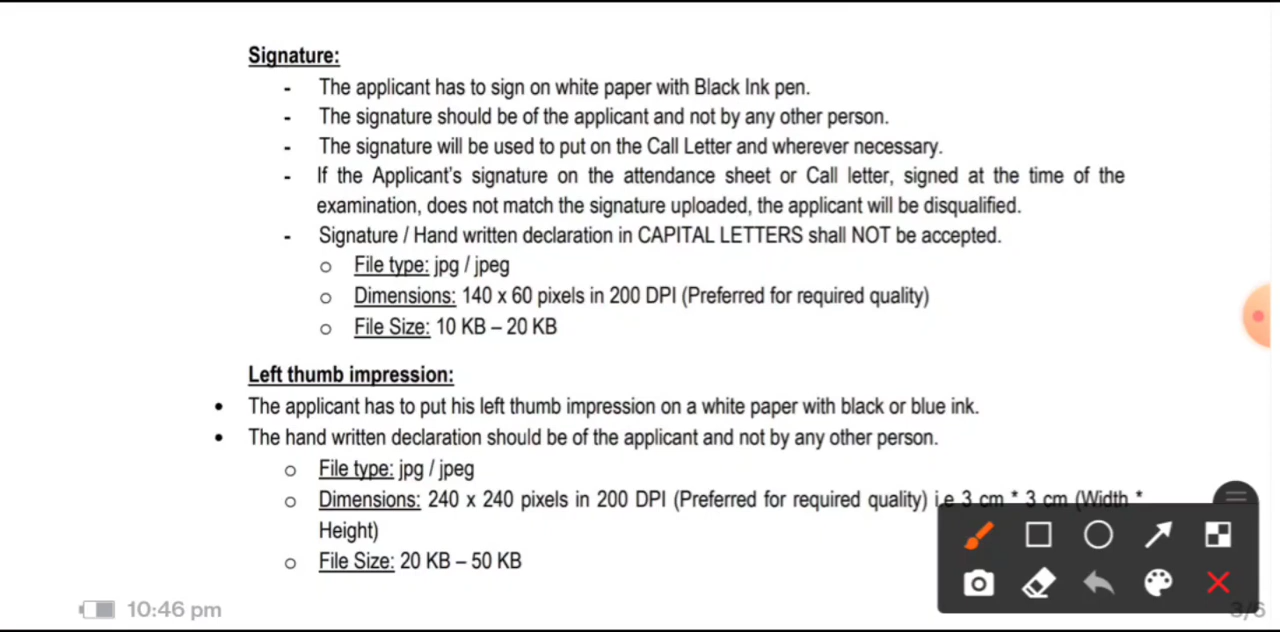 Signature:
- The applicant has to sign on white paper with Black Ink pen.
- The signature should be of the applicant and not by any other person.
- The signature will be used to put on the Call Letter and wherever necessary.
- If the Applicant's signature on the attendance sheet or Call letter, signed at the time of the
examination, does not match the signature uploaded, the applicant will be disqualified.
- Signature / Hand written declaration in CAPITAL LETTERS shall NOT be accepted.
o File type: jpg / jpeg
o Dimensions: 140 x 60 pixels in 200 DPI (Preferred for required quality)
o File Size: 10 KB – 20 KB
Left thumb impression:
• The applicant has to put his left thumb impression on a white paper with black or blue ink.
• The hand written declaration should be of the applicant and not by any other person.
o File type: jpg / jpeg
o Dimensions: 240 x 240 pixels in 200 DPI (Preferred for required quality) i.e 3 cm * 3 cm (Width *
Height)
o File Size: 20 KB – 50 KB
10:46 pm
3/6